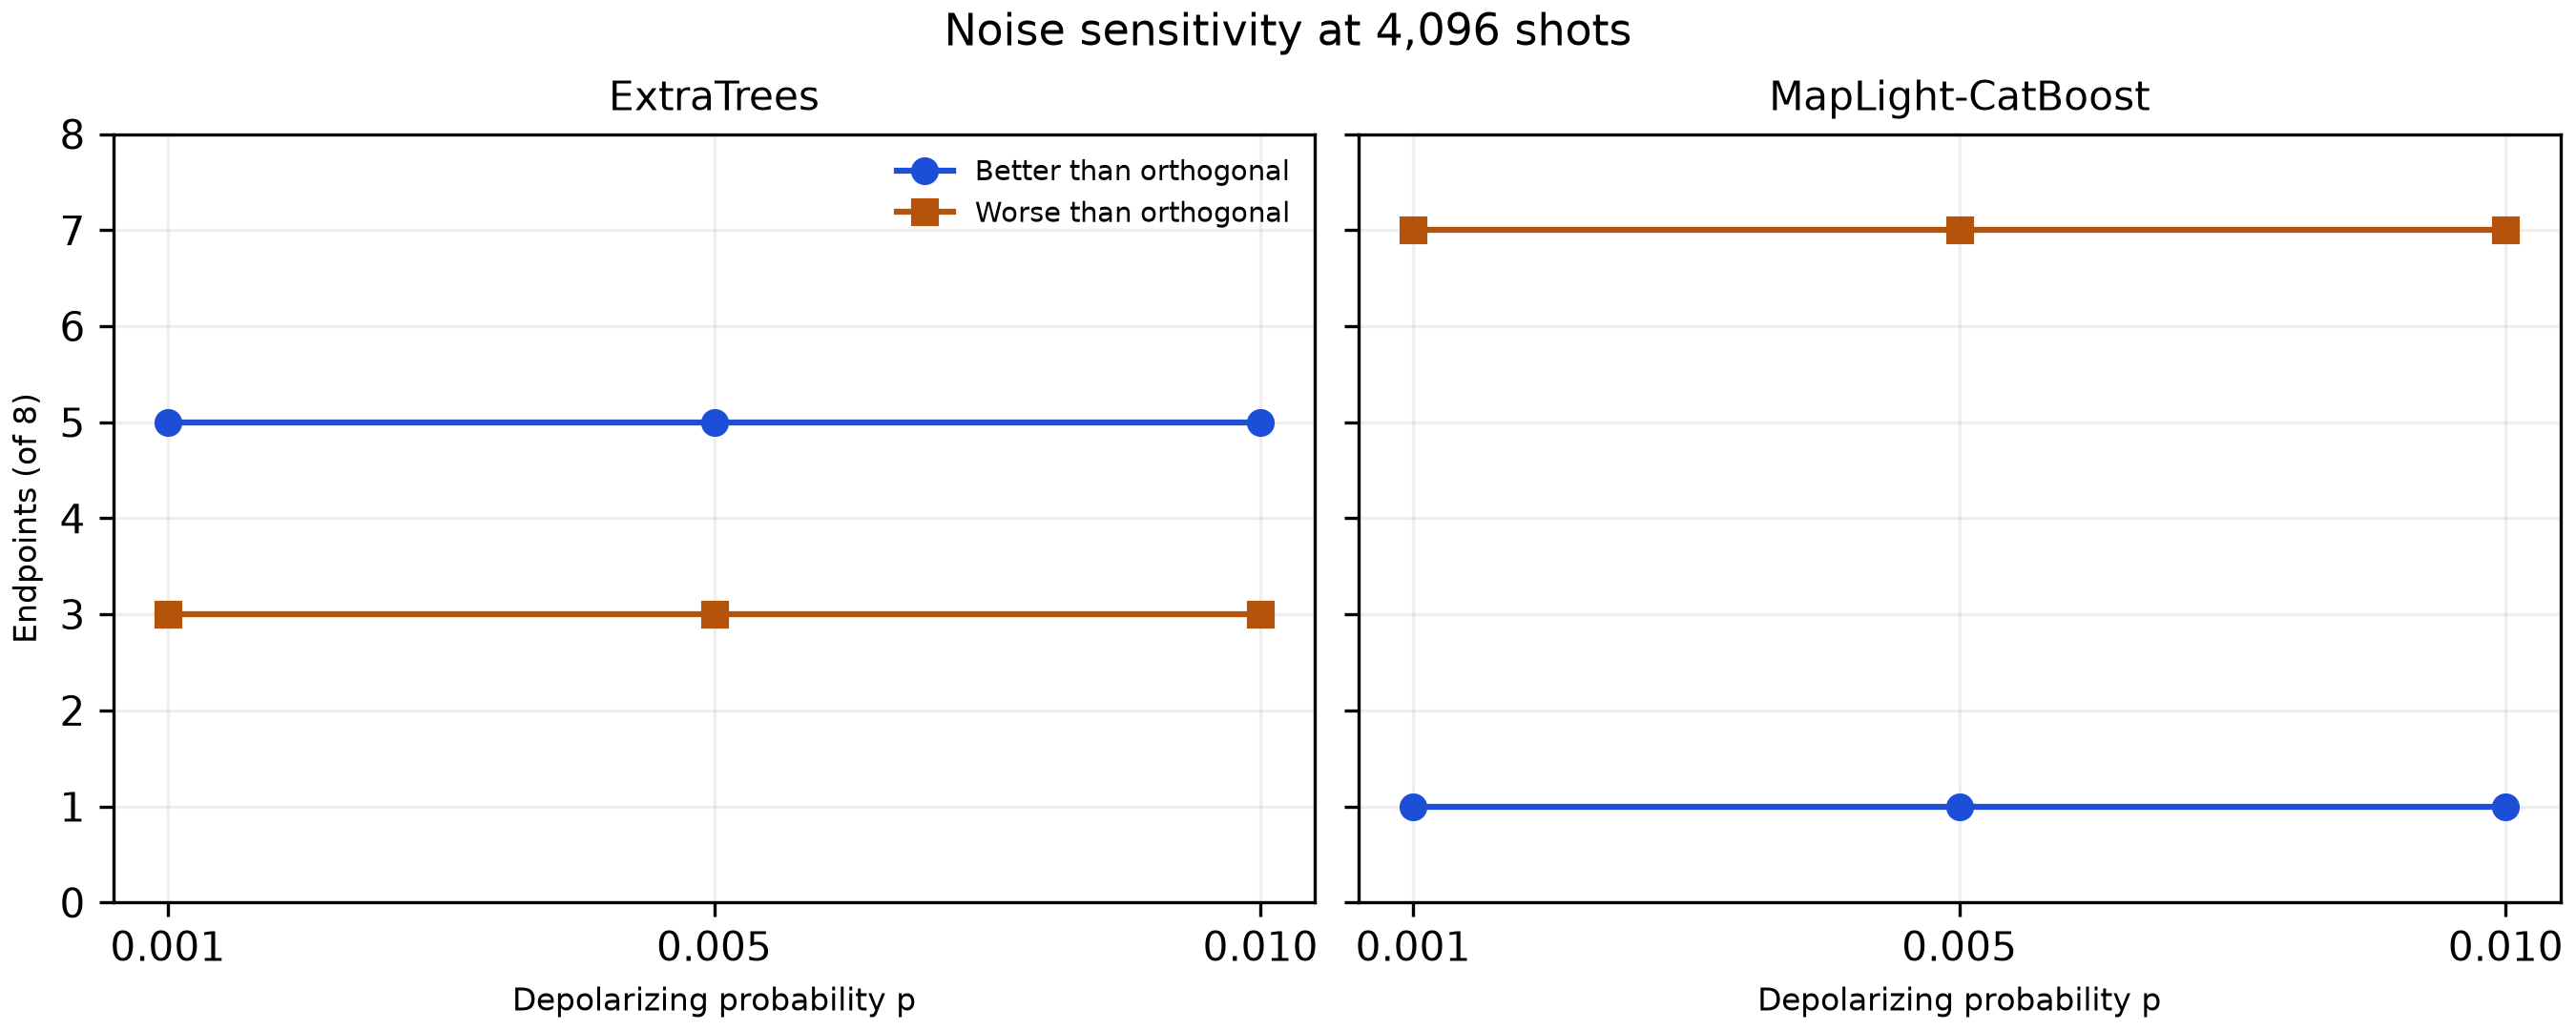 Noise sensitivity at 4,096 shots
ExtraTrees
Better than orthogonal
Worse than orthogonal
Endpoints (of 8)
8
7
6
5
4
3
2
1
0
0.001
0.005
0.010
Depolarizing probability p
MapLight-CatBoost
0.001
0.005
0.010
Depolarizing probability p